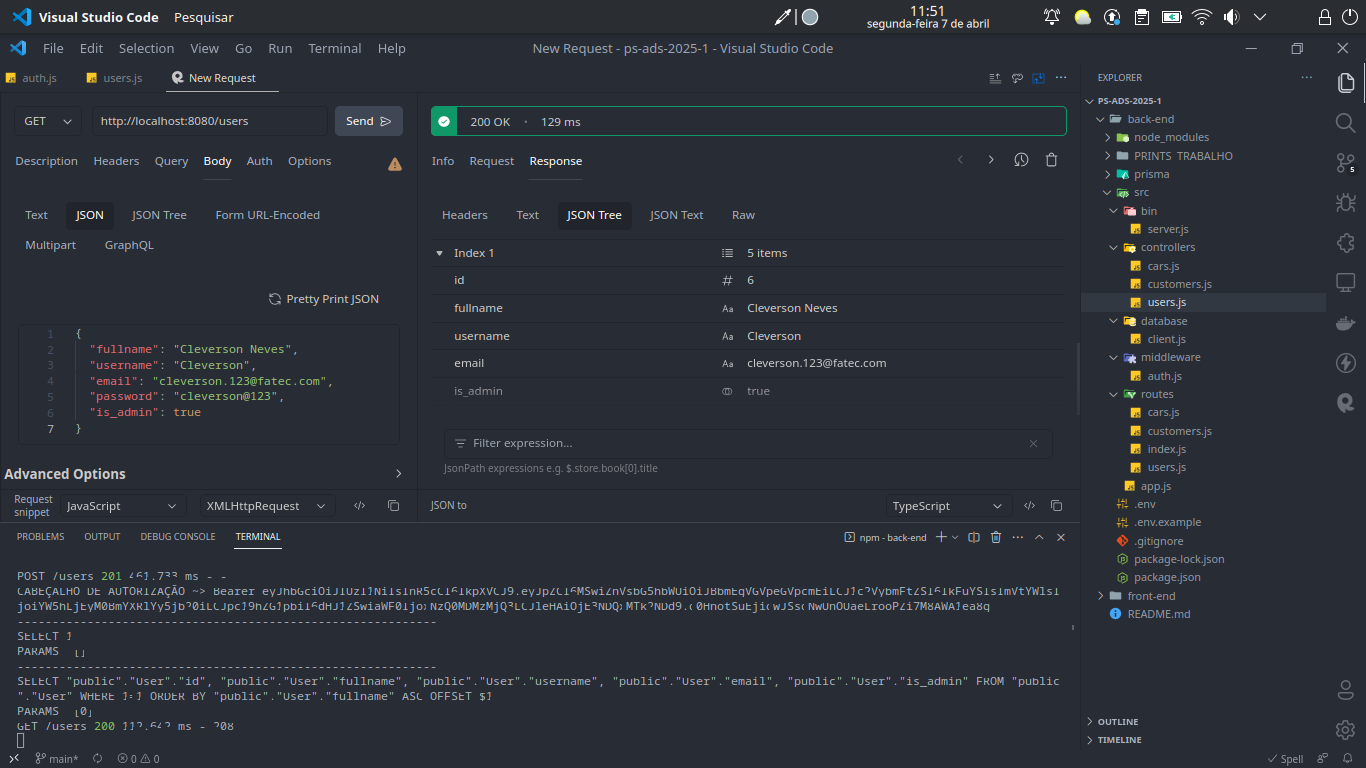 Visual Studio Code Pesquisar
11:51
segunda-feira 7 de abril
File Edit Selection View Go Run Terminal Help
New Request - ps-ads-2025-1 - Visual Studio Code
auth.js users.js New Request
GET http://localhost:8080/users Send
Description Headers Query Body Auth Options
Text JSON JSON Tree Form URL-Encoded
Multipart GraphQL
Pretty Print JSON
1 {
2 "fullname": "Cleverson Neves",
3 "username": "Cleverson",
4 "email": "cleverson.123@fatec.com",
5 "password": "cleverson@123",
6 "is_admin": true
7 }
Advanced Options
Request snippet JavaScript XMLHttpRequest
200 OK · 129 ms
Info Request Response
Headers Text JSON Tree JSON Text Raw
Index 1 5 items
id # 6
fullname Aa Cleverson Neves
username Aa Cleverson
email Aa cleverson.123@fatec.com
is_admin true
Filter expression...
JsonPath expressions e.g. $.store.book[0].title
JSON to TypeScript
PROBLEMS OUTPUT DEBUG CONSOLE TERMINAL
npm - back-end
POST /users 201 ms - -
CABEÇALHO DE AUTORIZAÇÃO ~> Bearer
------------------------------------------------------------
SELECT 1
PARAMS []
------------------------------------------------------------
SELECT "public"."User"."id", "public"."User"."fullname", "public"."User"."username", "public"."User"."email", "public"."User"."is_admin" FROM "public
"."User" WHERE 1=1 ORDER BY "public"."User"."fullname" ASC OFFSET $1
PARAMS [0]
GET /users 200 ms - 208
EXPLORER
PS-ADS-2025-1
back-end
node_modules
PRINTS TRABALHO
prisma
src
bin
server.js
controllers
cars.js
customers.js
users.js
database
client.js
middleware
auth.js
routes
cars.js
customers.js
index.js
users.js
app.js
.env
.env.example
.gitignore
package-lock.json
package.json
front-end
README.md
OUTLINE
TIMELINE
5
main* 0 0
Spell